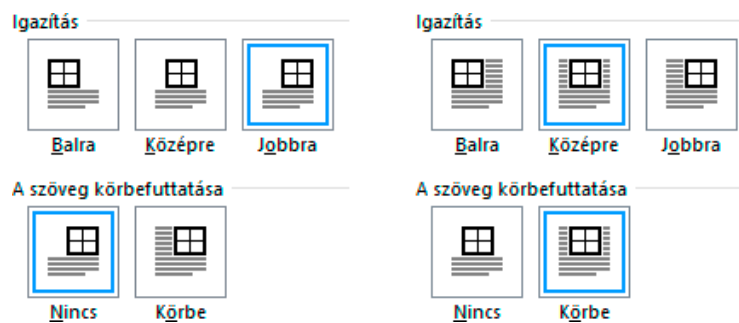 Igazítás
Balra Középre Jobbra
A szöveg körbefuttatása
Nincs Körbe
Igazítás
Balra Középre Jobbra
A szöveg körbefuttatása
Nincs Körbe